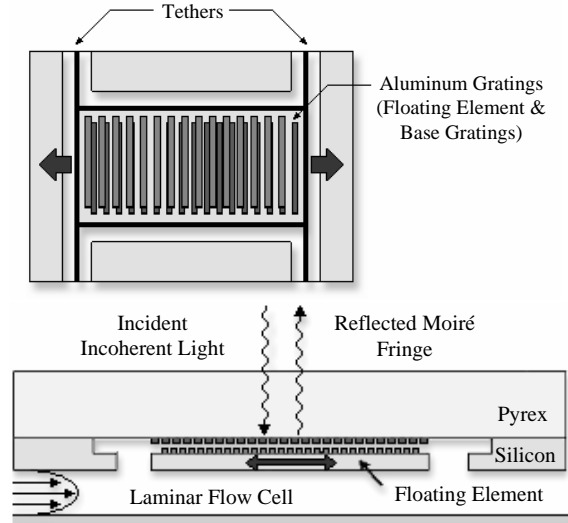 Tethers
Aluminum Gratings
(Floating Element &
Base Gratings)
Incident
Incoherent Light
Reflected Moiré
Fringe
Pyrex
Silicon
Laminar Flow Cell
Floating Element